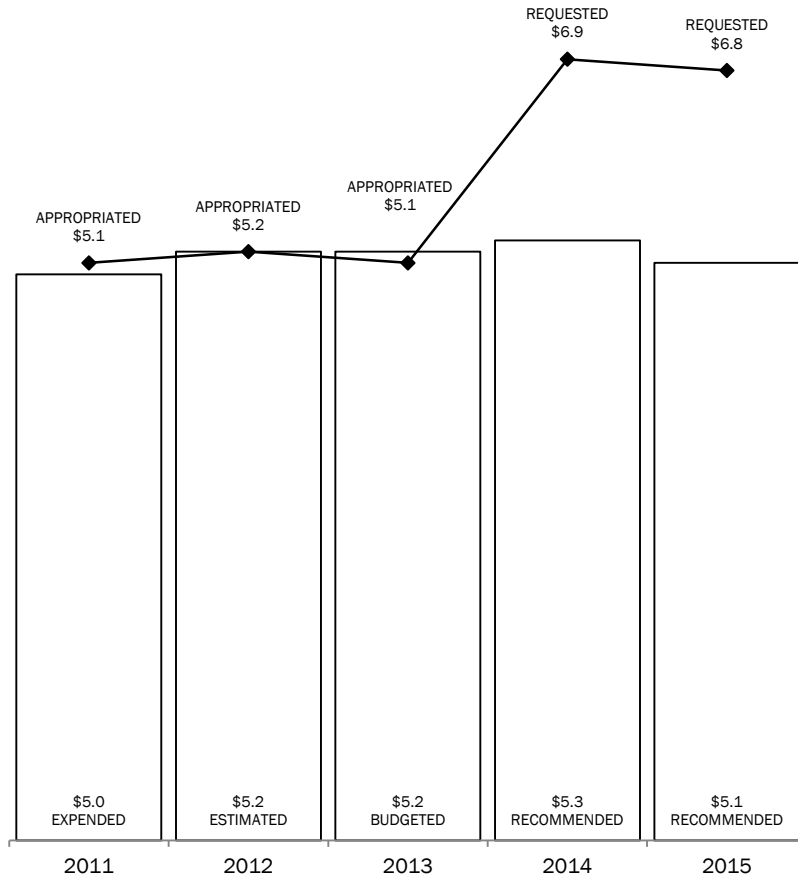 REQUESTED
$6.9
REQUESTED
$6.8
APPROPRIATED
$5.1
APPROPRIATED
$5.2
APPROPRIATED
$5.1
$5.0
EXPENDED
$5.2
ESTIMATED
$5.2
BUDGETED
$5.3
RECOMMENDED
$5.1
RECOMMENDED
2011
2012
2013
2014
2015